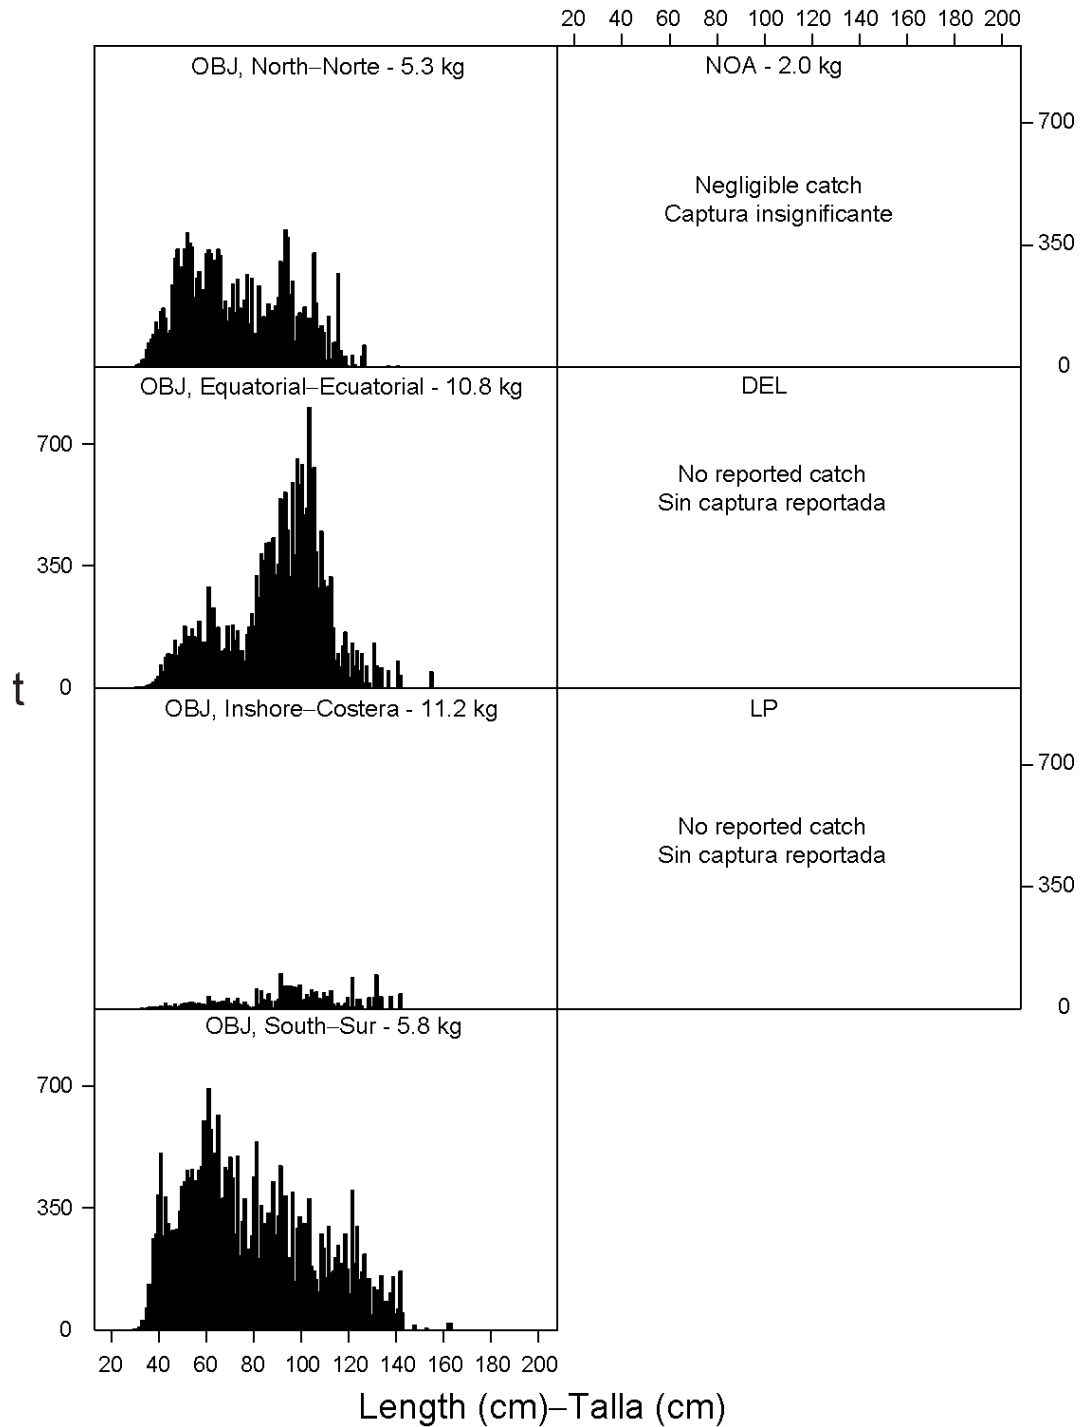 20 40 60 80 100 120 140 160 180 200
OBJ, North–Norte - 5.3 kg
NOA - 2.0 kg
Negligible catch
Captura insignificante
700
350
0
OBJ, Equatorial–Ecuatorial - 10.8 kg
700
350
0
DEL
No reported catch
Sin captura reportada
t
OBJ, Inshore–Costera - 11.2 kg
LP
No reported catch
Sin captura reportada
700
350
0
OBJ, South–Sur - 5.8 kg
700
350
0
20 40 60 80 100 120 140 160 180 200
Length (cm)–Talla (cm)